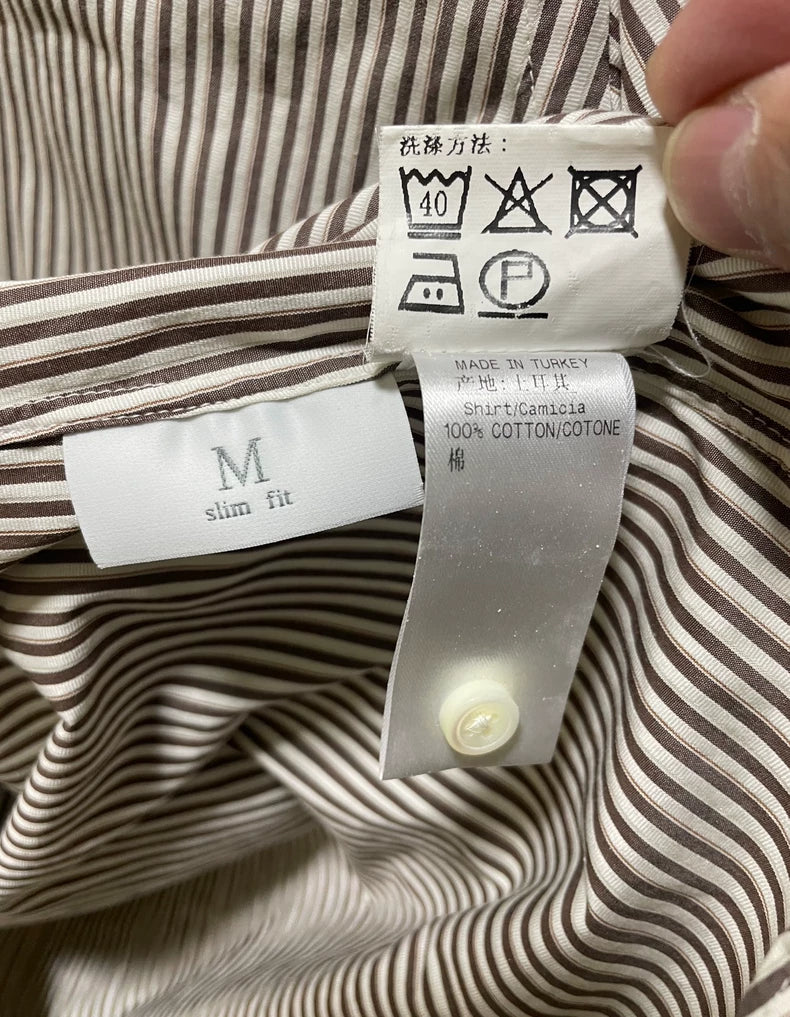 洗涤方法：
40
P
MADE IN TURKEY
产地：土耳其
Shirt/Camicia
100% COTTON/COTONE
棉
M
slim fit